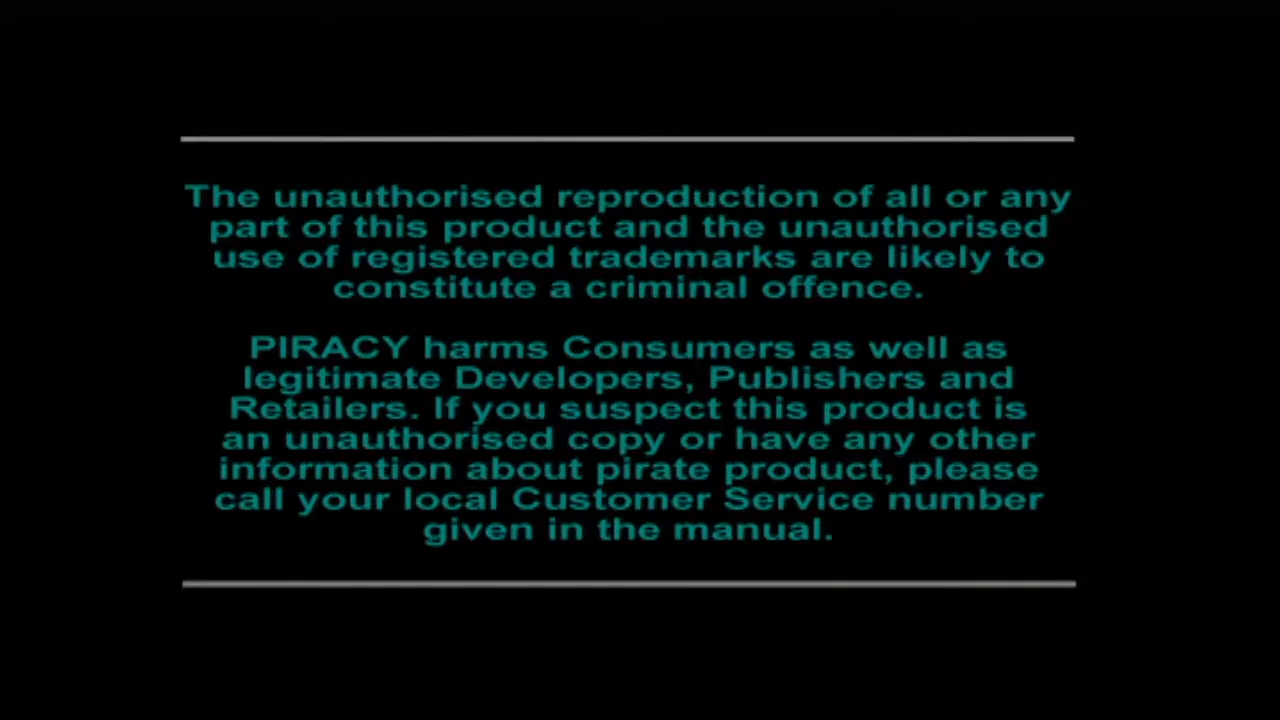 The unauthorised reproduction of all or any
part of this product and the unauthorised
use of registered trademarks are likely to
constitute a criminal offence.
PIRACY harms Consumers as well as
legitimate Developers, Publishers and
Retailers. If you suspect this product is
an unauthorised copy or have any other
information about pirate product, please
call your local Customer Service number
given in the manual.